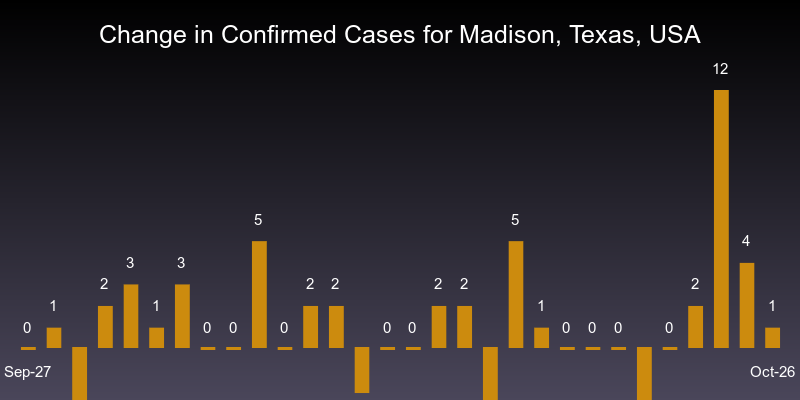 Change in Confirmed Cases for Madison, Texas, USA
12
5 5
4
3 3
2 2 2 2 2 2
1 1 1 1
0 0 0 0 0 0 0 0 0 0
Sep-27 Oct-26